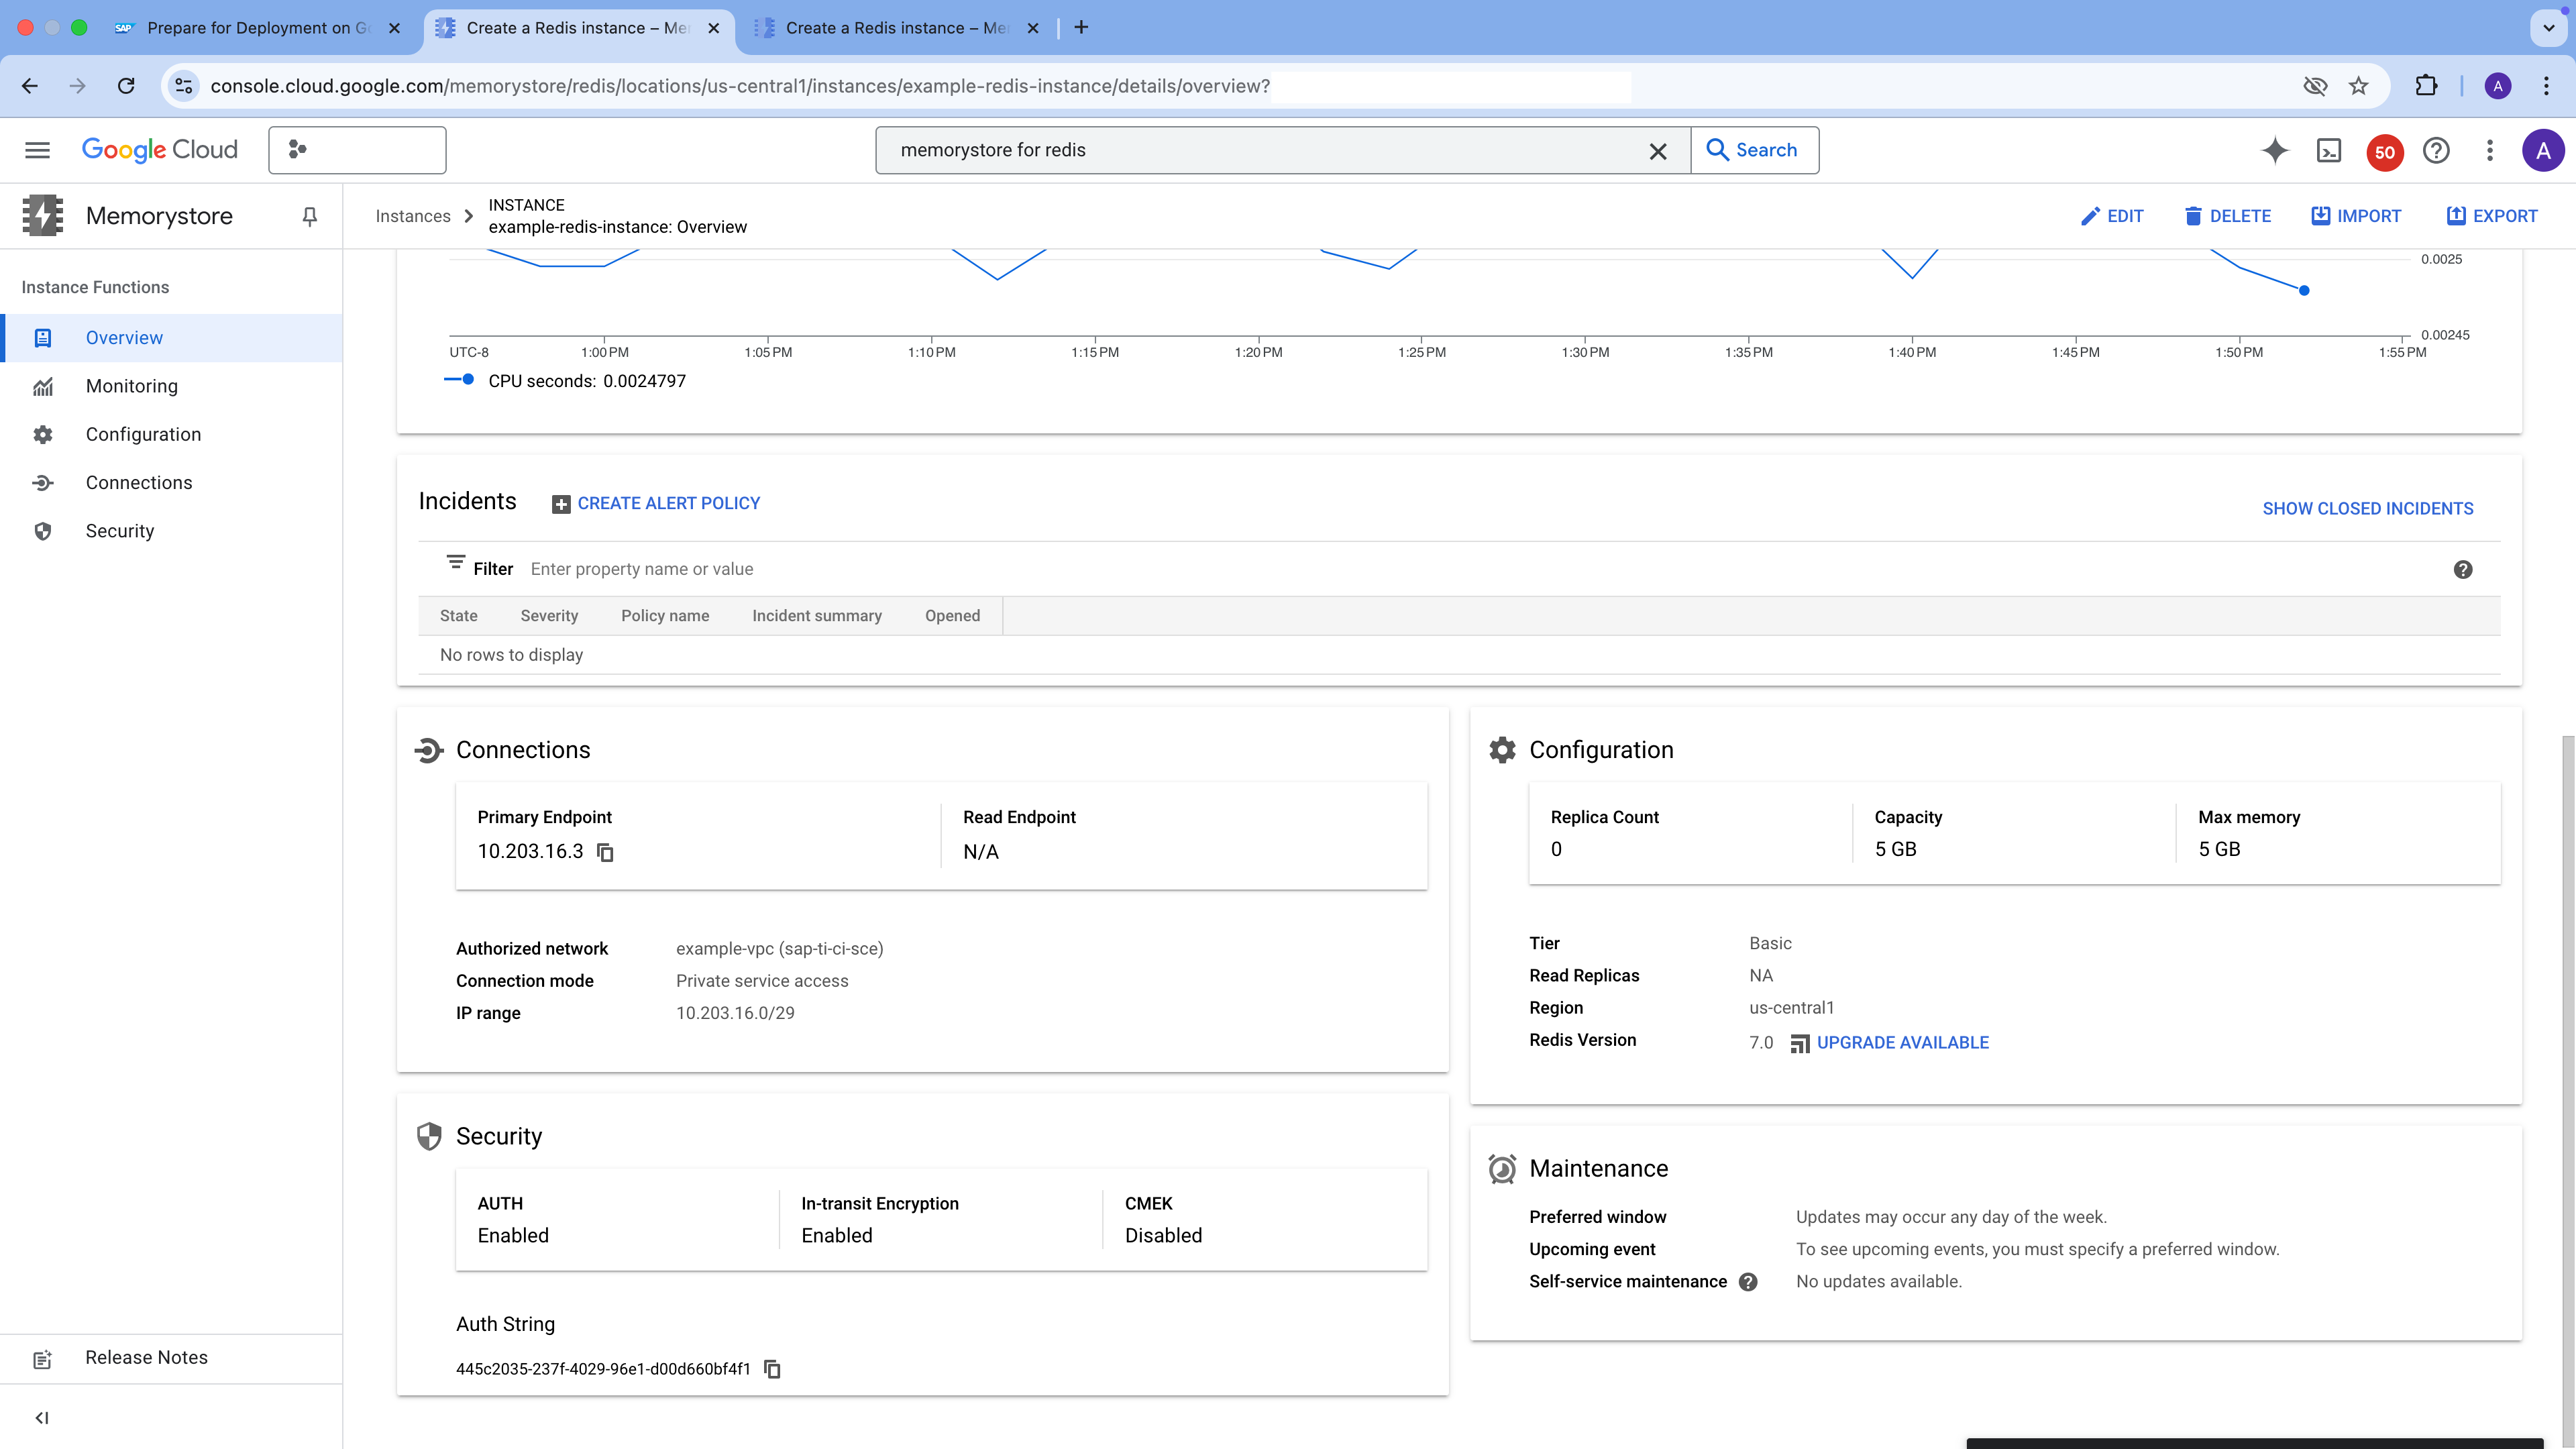 SAP Prepare for Deployment on Go
Create a Redis instance – Me
Create a Redis instance – Me
console.cloud.google.com/memorystore/redis/locations/us-central1/instances/example-redis-instance/details/overview?
A
Google Cloud
memorystore for redis
Search
50
A
Memorystore
Instances
INSTANCE
example-redis-instance: Overview
EDIT
DELETE
IMPORT
EXPORT
Instance Functions
Overview
Monitoring
Configuration
Connections
Security
Release Notes
0.0025
0.00245
UTC-8 1:00 PM 1:05 PM 1:10 PM 1:15 PM 1:20 PM 1:25 PM 1:30 PM 1:35 PM 1:40 PM 1:45 PM 1:50 PM 1:55 PM
CPU seconds: 0.0024797
Incidents
CREATE ALERT POLICY
SHOW CLOSED INCIDENTS
Filter Enter property name or value
State Severity Policy name Incident summary Opened
No rows to display
Connections
Primary Endpoint
10.203.16.3
Read Endpoint
N/A
Authorized network example-vpc (sap-ti-ci-sce)
Connection mode Private service access
IP range 10.203.16.0/29
Configuration
Replica Count
0
Capacity
5 GB
Max memory
5 GB
Tier Basic
Read Replicas NA
Region us-central1
Redis Version 7.0 UPGRADE AVAILABLE
Security
AUTH
Enabled
In-transit Encryption
Enabled
CMEK
Disabled
Auth String
445c2035-237f-4029-96e1-d00d660bf4f1
Maintenance
Preferred window Updates may occur any day of the week.
Upcoming event To see upcoming events, you must specify a preferred window.
Self-service maintenance No updates available.